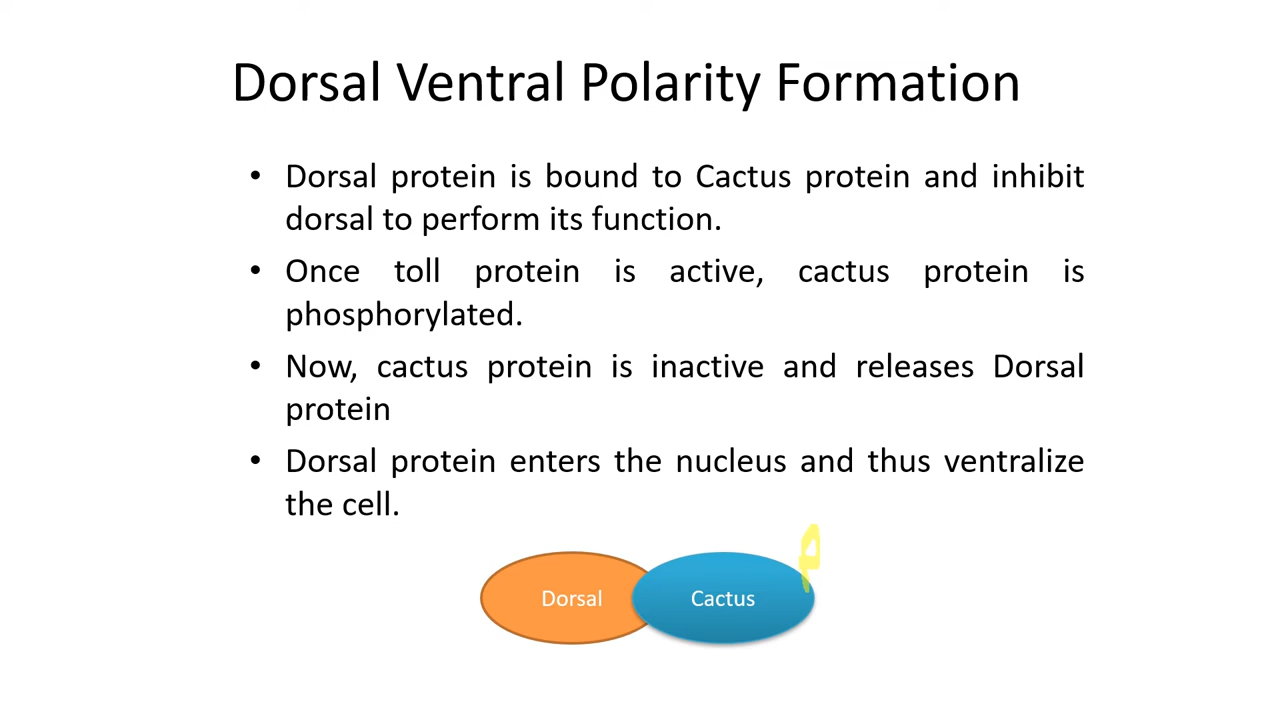 Dorsal Ventral Polarity Formation
• Dorsal protein is bound to Cactus protein and inhibit
dorsal to perform its function.
• Once toll protein is active, cactus protein is
phosphorylated.
• Now, cactus protein is inactive and releases Dorsal
protein
• Dorsal protein enters the nucleus and thus ventralize
the cell.
P
Dorsal Cactus